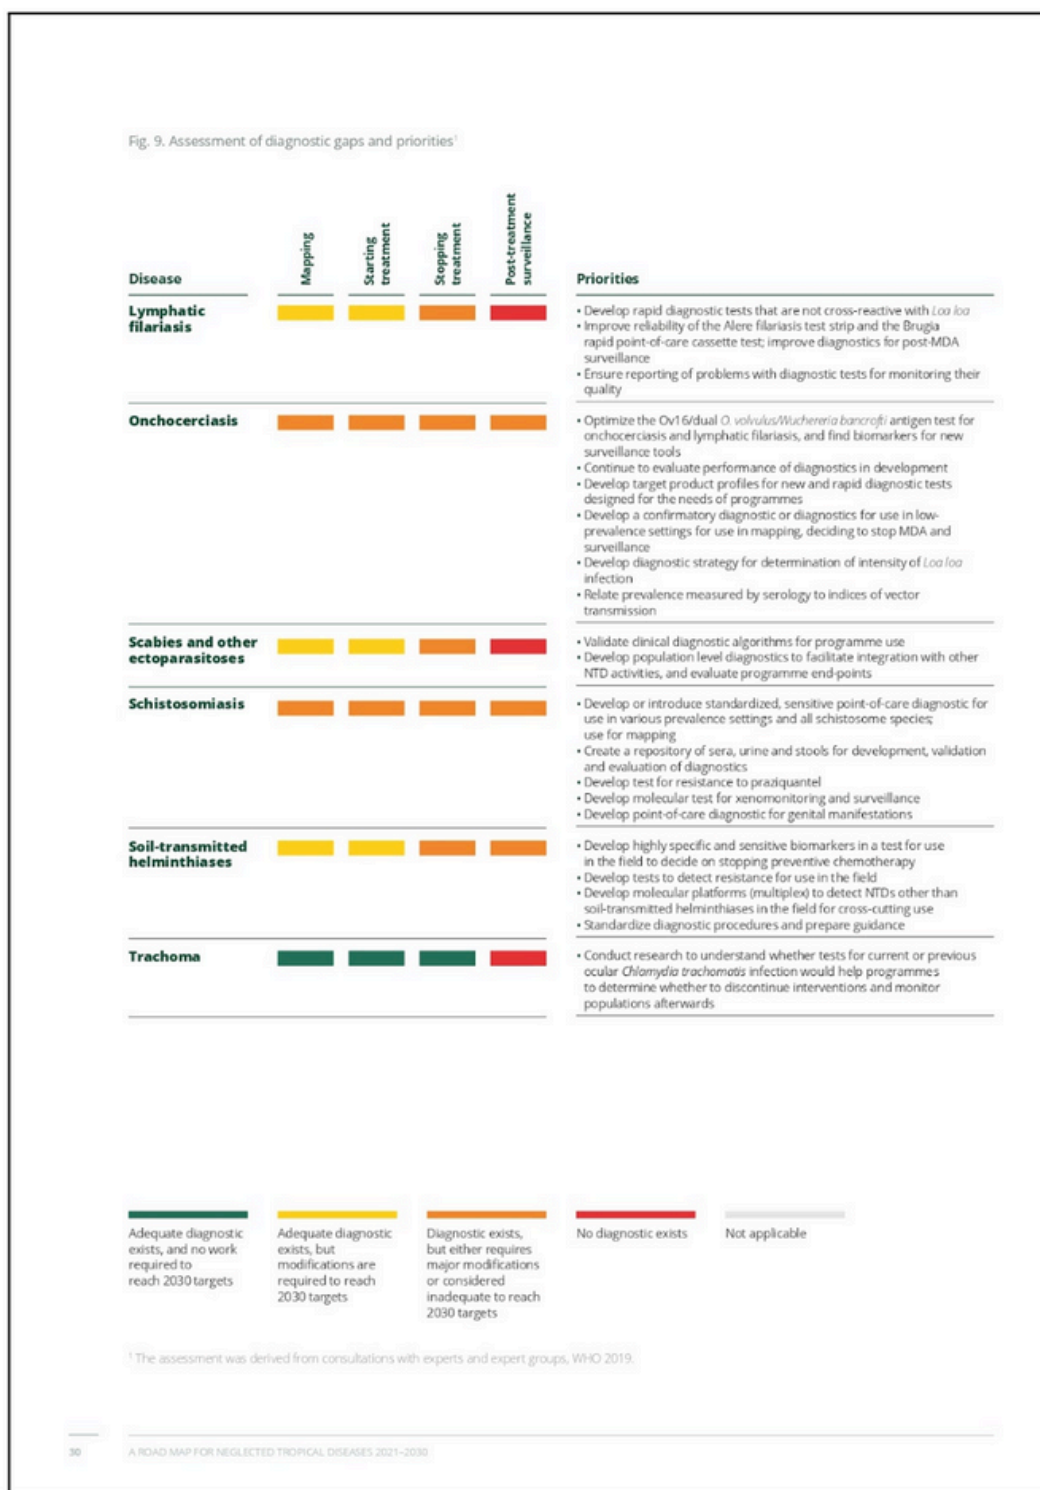 Fig. 9. Assessment of diagnostic gaps and priorities¹
Disease
Mapping
Starting
treatment
Stopping
treatment
Post-treatment
surveillance
Priorities
Lymphatic
filariasis
• Develop rapid diagnostic tests that are not cross-reactive with Loa loa
• Improve reliability of the Alere filariasis test strip and the Brugia
rapid point-of-care cassette test; improve diagnostics for post-MDA
surveillance
• Ensure reporting of problems with diagnostic tests for monitoring their
quality
Onchocerciasis
• Optimize the Ov16/dual O. volvulus/Wuchereria bancrofti antigen test for
onchocerciasis and lymphatic filariasis, and find biomarkers for new
surveillance tools
• Continue to evaluate performance of diagnostics in development
• Develop target product profiles for new and rapid diagnostic tests
designed for the needs of programmes
• Develop a confirmatory diagnostic or diagnostics for use in low-
prevalence settings for use in mapping, deciding to stop MDA and
surveillance
• Develop diagnostic strategy for determination of intensity of Loa loa
infection
• Relate prevalence measured by serology to indices of vector
transmission
Scabies and other
ectoparasitoses
• Validate clinical diagnostic algorithms for programme use
• Develop population level diagnostics to facilitate integration with other
NTD activities, and evaluate programme end-points
Schistosomiasis
• Develop or introduce standardized, sensitive point-of-care diagnostic for
use in various prevalence settings and all schistosome species;
use for mapping
• Create a repository of sera, urine and stools for development, validation
and evaluation of diagnostics
• Develop test for resistance to praziquantel
• Develop molecular test for xenomonitoring and surveillance
• Develop point-of-care diagnostic for genital manifestations
Soil-transmitted
helminthiases
• Develop highly specific and sensitive biomarkers in a test for use
in the field to decide on stopping preventive chemotherapy
• Develop tests to detect resistance for use in the field
• Develop molecular platforms (multiplex) to detect NTDs other than
soil-transmitted helminthiases in the field for cross-cutting use
• Standardize diagnostic procedures and prepare guidance
Trachoma
• Conduct research to understand whether tests for current or previous
ocular Chlamydia trachomatis infection would help programmes
to determine whether to discontinue interventions and monitor
populations afterwards
Adequate diagnostic
exists, and no work
required to
reach 2030 targets
Adequate diagnostic
exists, but
modifications are
required to reach
2030 targets
Diagnostic exists,
but either requires
major modifications
or considered
inadequate to reach
2030 targets
No diagnostic exists
Not applicable
¹ The assessment was derived from consultations with experts and expert groups, WHO 2019.
30
A ROAD MAP FOR NEGLECTED TROPICAL DISEASES 2021–2030